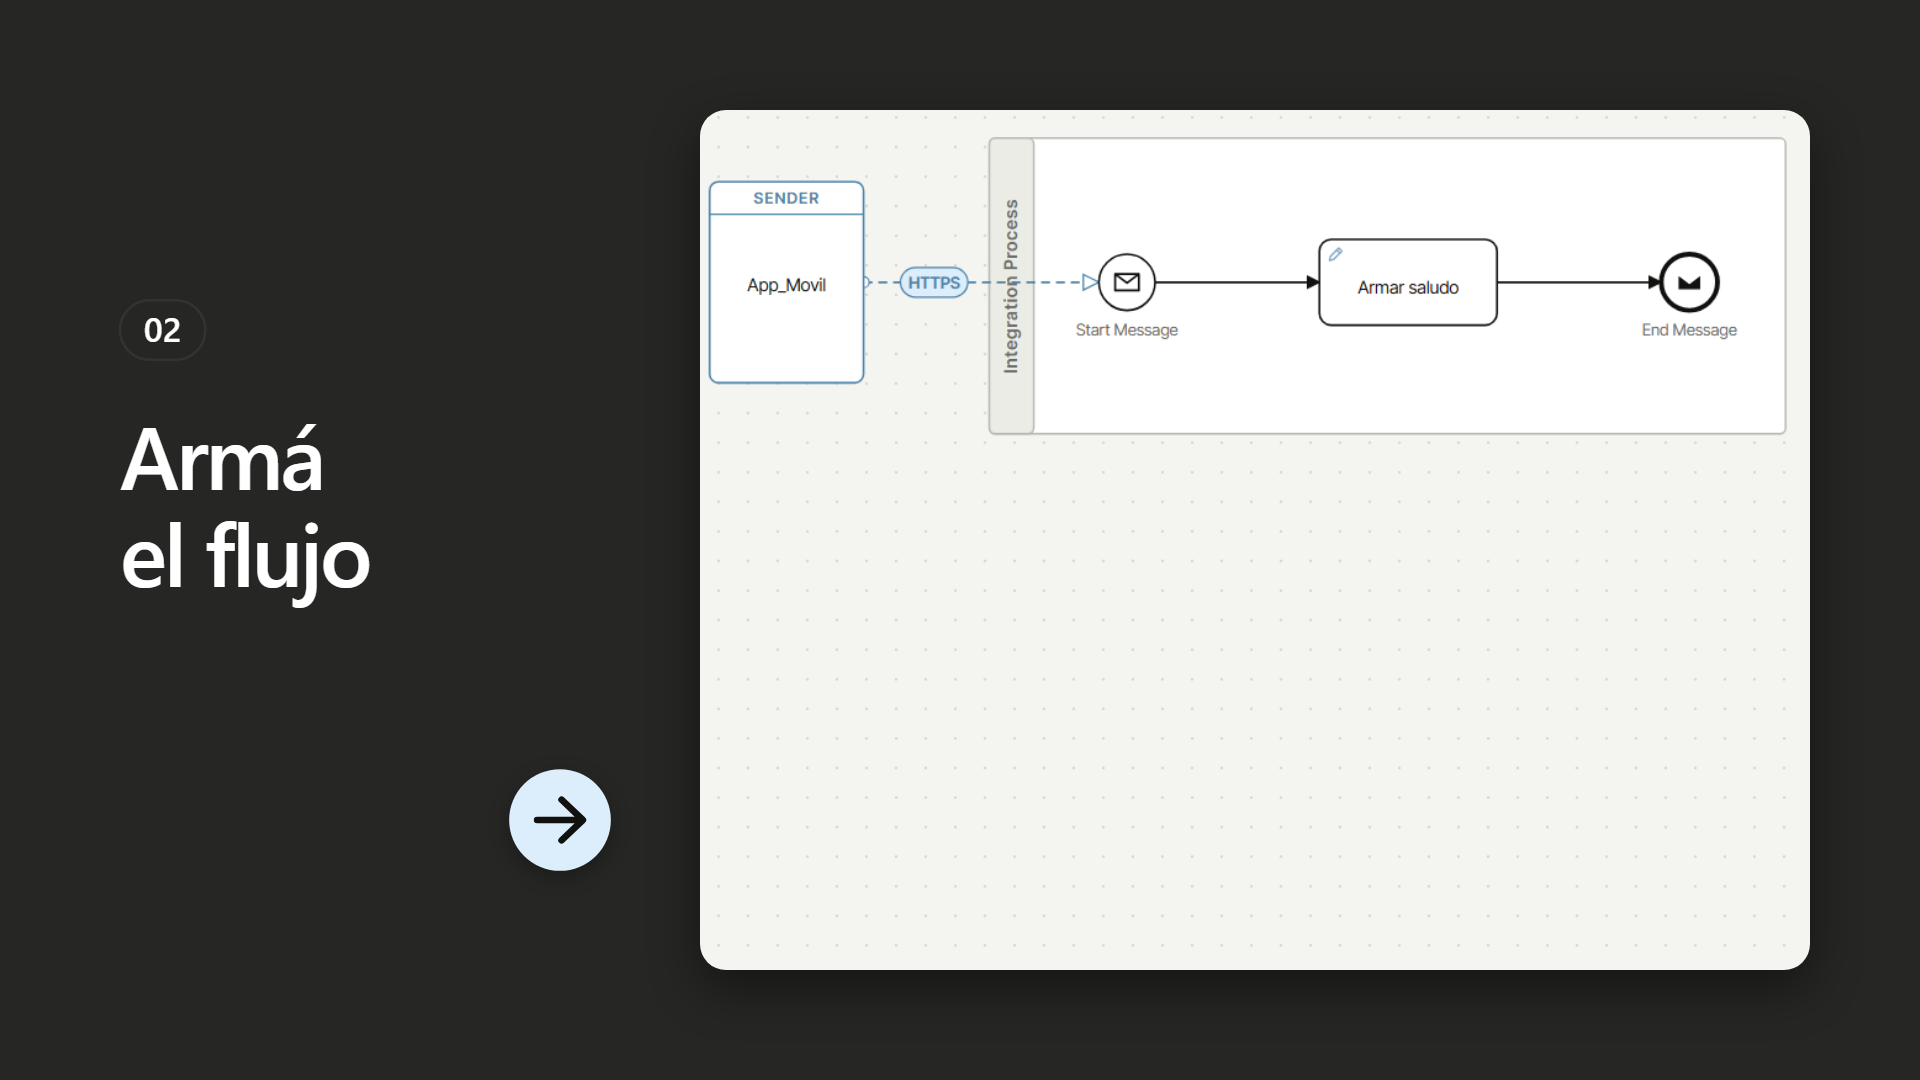 02
Armá
el flujo
SENDER
App_Movil
HTTPS
Integration Process
Start Message
Armar saludo
End Message